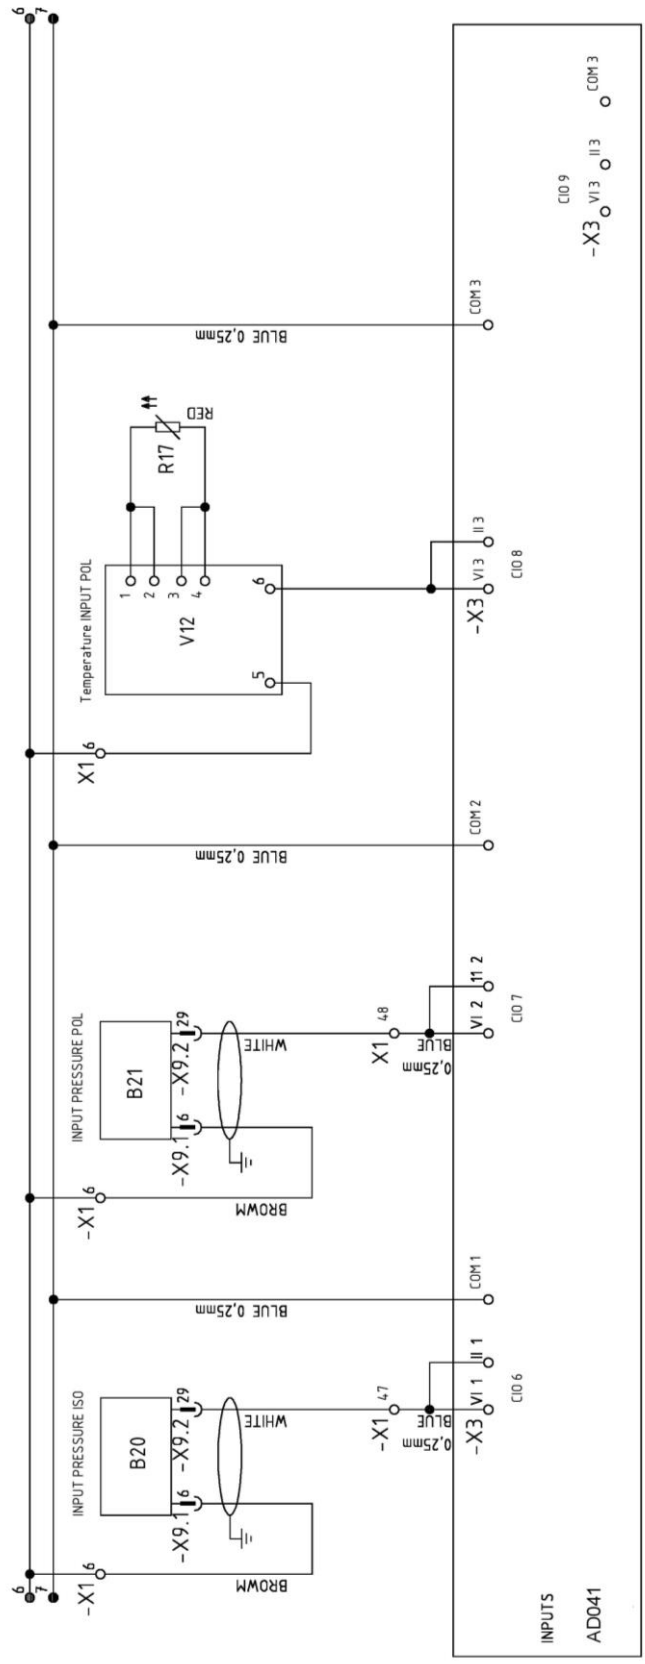 6
7
INPUT PRESSURE ISO
B20
-X1 6
-X9.1 6
-X9.2 29
BROWM
WHITE
-X1 47
BLUE
0,25mm
-X3 VI 1 II 1
CIO 6
COM 1
BLUE 0,25mm
INPUT PRESSURE POL
B21
-X1 6
-X9.1 6
-X9.2 29
BROWM
WHITE
X1 48
BLUE
0,25mm
VI 2 11 2
CIO 7
COM 2
BLUE 0,25mm
Temperature INPUT POL
X1 6
V12
1
2
3
4
5
6
R17
RED
-X3 VI 3 II 3
CIO 8
COM 3
BLUE 0,25mm
CIO 9
-X3 VI 3 II 3 COM 3
6
7
INPUTS
AD041